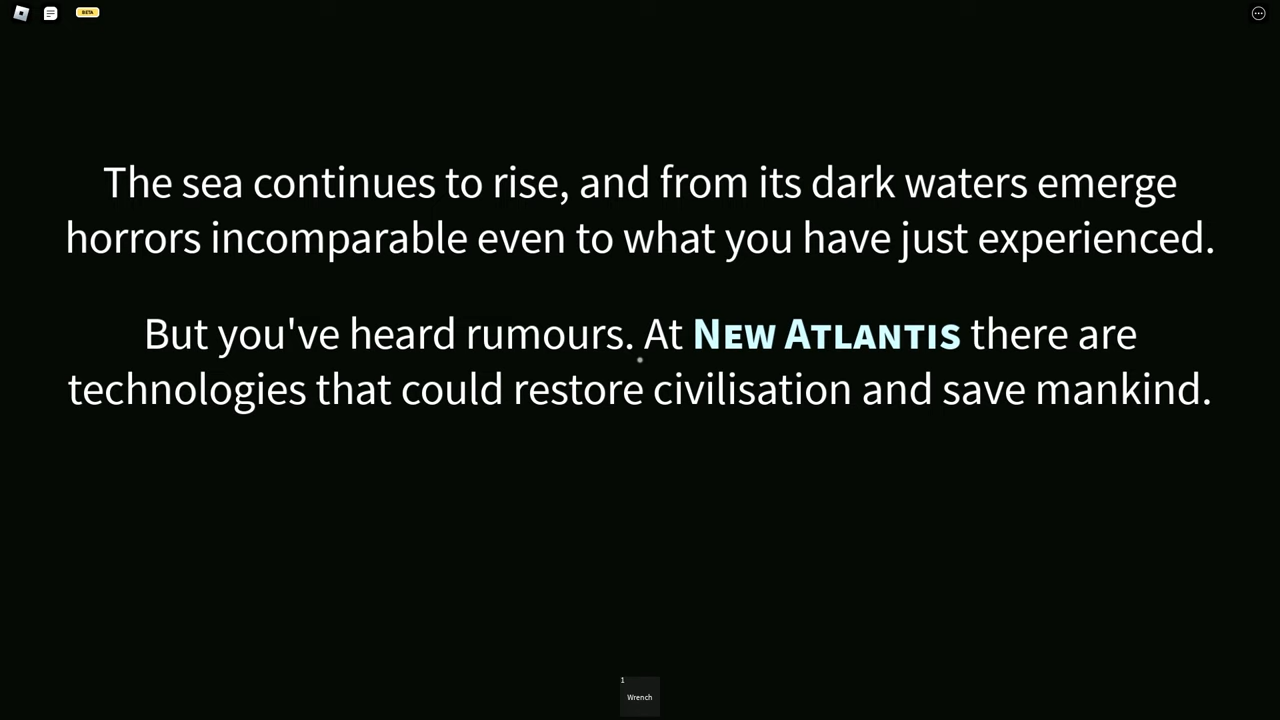 BETA
The sea continues to rise, and from its dark waters emerge
horrors incomparable even to what you have just experienced.
But you've heard rumours. At NEW ATLANTIS there are
technologies that could restore civilisation and save mankind.
1
Wrench